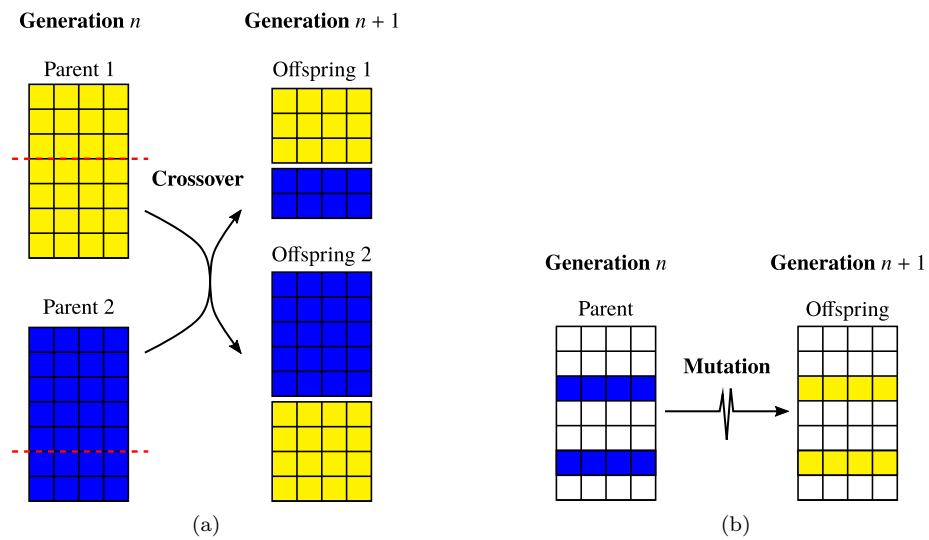 Generation n
Generation n + 1
Parent 1
Offspring 1
Crossover
Offspring 2
Parent 2
(a)
Generation n
Generation n + 1
Parent
Offspring
Mutation
(b)